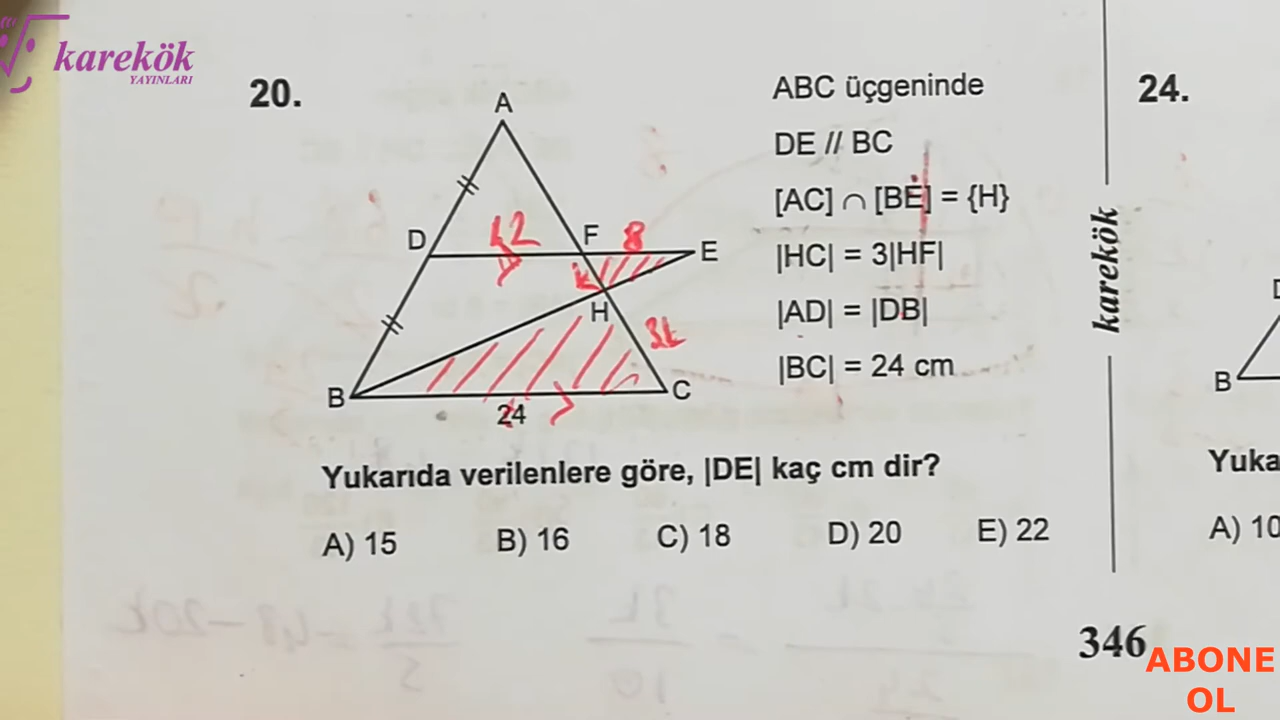 karekök
YAYINLARI
20.
A
D
12
F
8
E
k
H
3k
B
C
24
ABC üçgeninde
DE // BC
[AC] ∩ [BE] = {H}
|HC| = 3|HF|
|AD| = |DB|
|BC| = 24 cm
Yukarıda verilenlere göre, |DE| kaç cm dir?
A) 15 B) 16 C) 18 D) 20 E) 22
karekök
346
24.
B
Yuka
A) 10
ABONE
OL